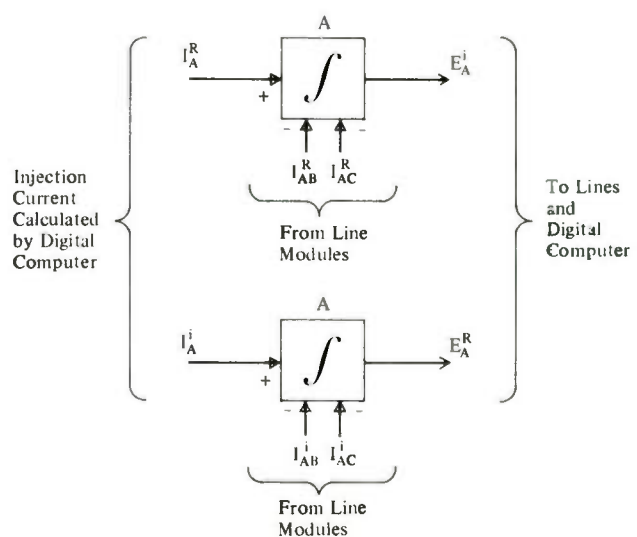 A
I_A^R
E_A^i
+
- -
I_AB^R I_AC^R
From Line
Modules
Injection
Current
Calculated
by Digital
Computer
To Lines
and
Digital
Computer
A
I_A^i
E_A^R
+
- -
I_AB^i I_AC^i
From Line
Modules